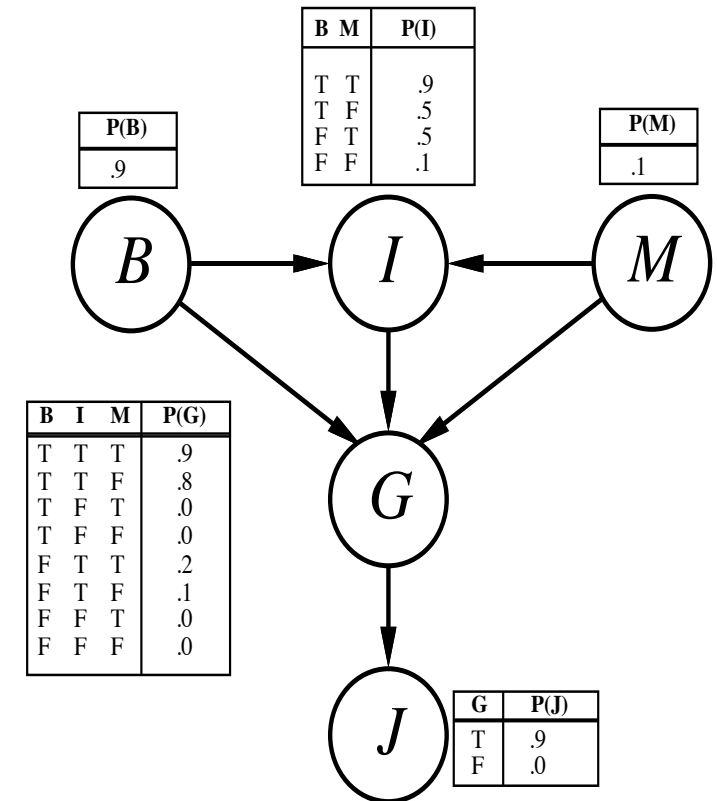 B M P(I)
T T .9
T F .5
F T .5
F F .1
P(B)
.9
P(M)
.1
B
I
M
B I M P(G)
T T T .9
T T F .8
T F T .0
T F F .0
F T T .2
F T F .1
F F T .0
F F F .0
G
J
G P(J)
T .9
F .0